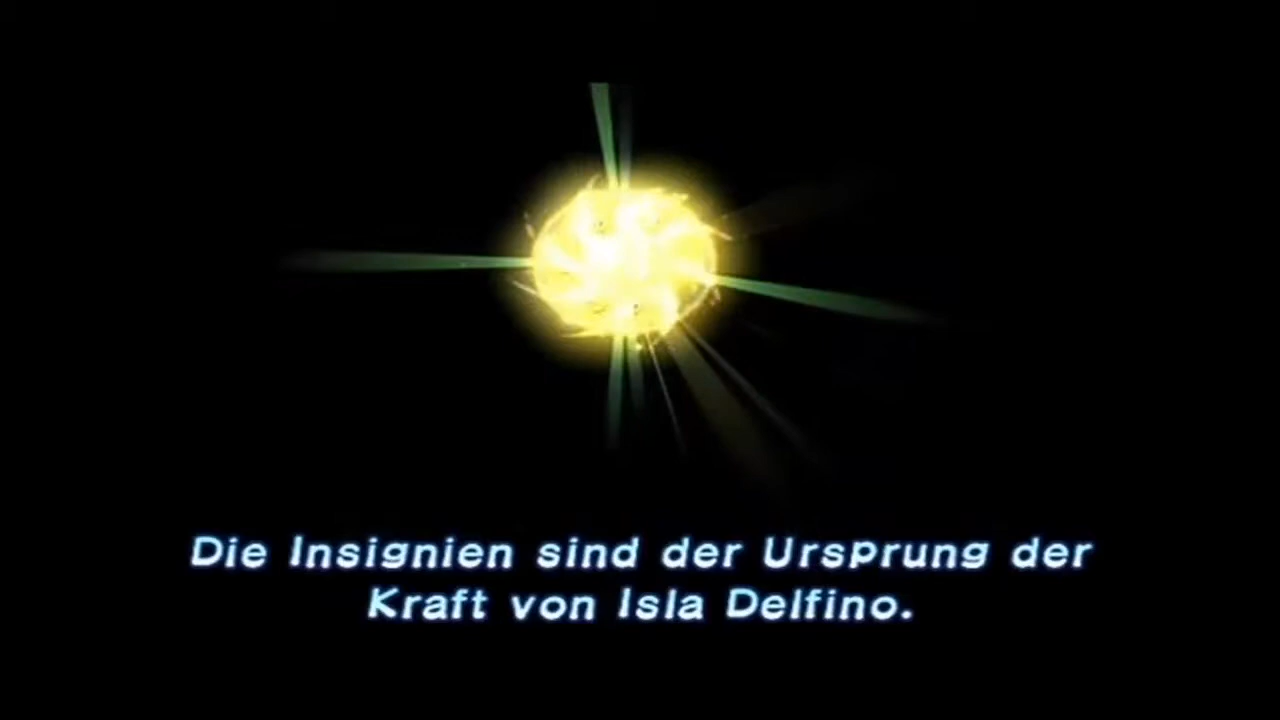 Die Insignien sind der Ursprung der
Kraft von Isla Delfino.